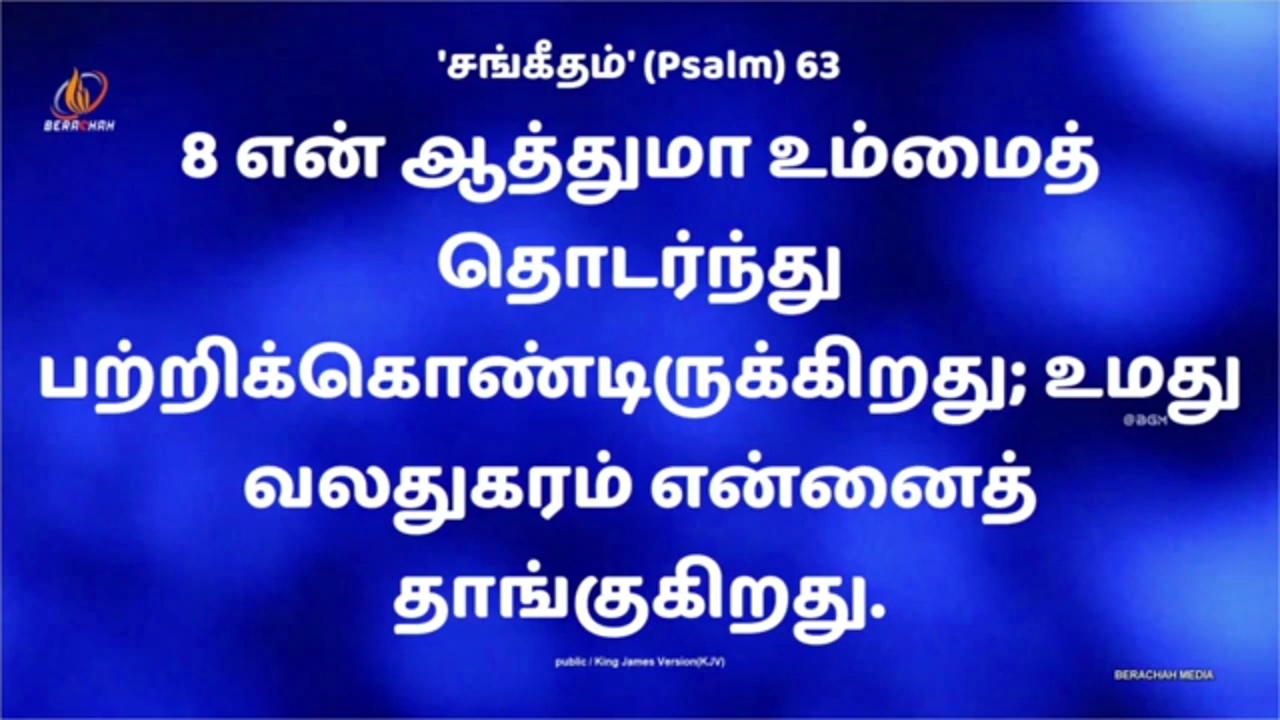 'சங்கீதம்' (Psalm) 63
BERACHAH
8 என் ஆத்துமா உம்மைத்
தொடர்ந்து
பற்றிக்கொண்டிருக்கிறது; உமது
@BGM
வலதுகரம் என்னைத்
தாங்குகிறது.
public / King James Version(KJV)
BERACHAH MEDIA